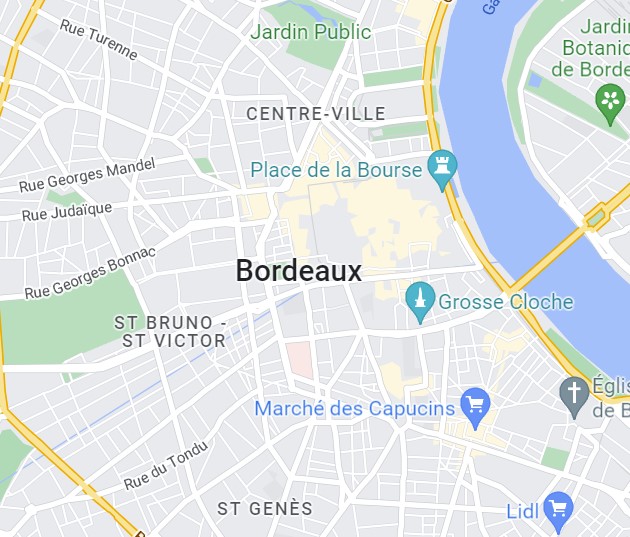 Ga
Rue Turenne
Jardin Public
Jardin
Botaniq
de Borde
CENTRE-VILLE
Place de la Bourse
Rue Georges Mandel
Rue Judaïque
Rue Georges Bonnac
Bordeaux
Grosse Cloche
ST BRUNO -
ST VICTOR
Églis
de B
Marché des Capucins
Rue du Tondu
ST GENÈS
Lidl